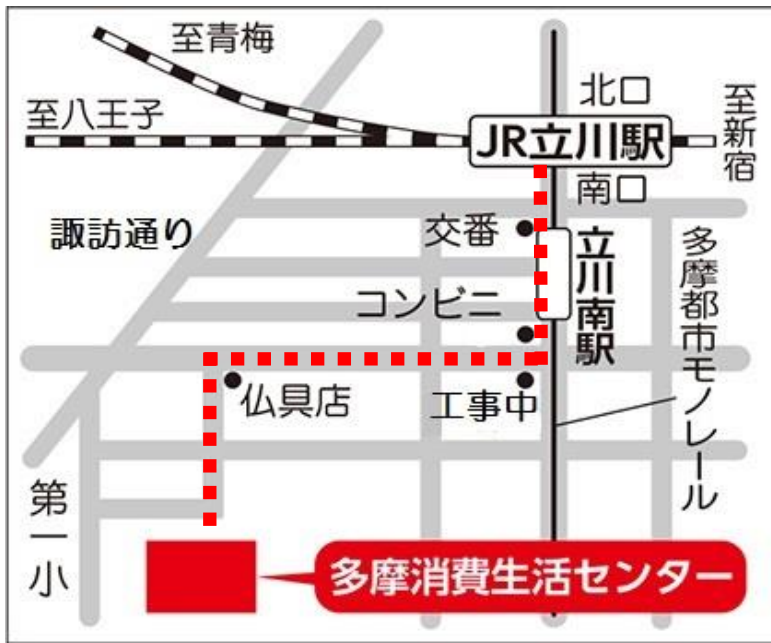 至青梅
北口
至八王子
JR立川駅
至新宿
南口
諏訪通り
交番
立川南駅
多摩都市モノレール
コンビニ
仏具店
工事中
第一小
多摩消費生活センター